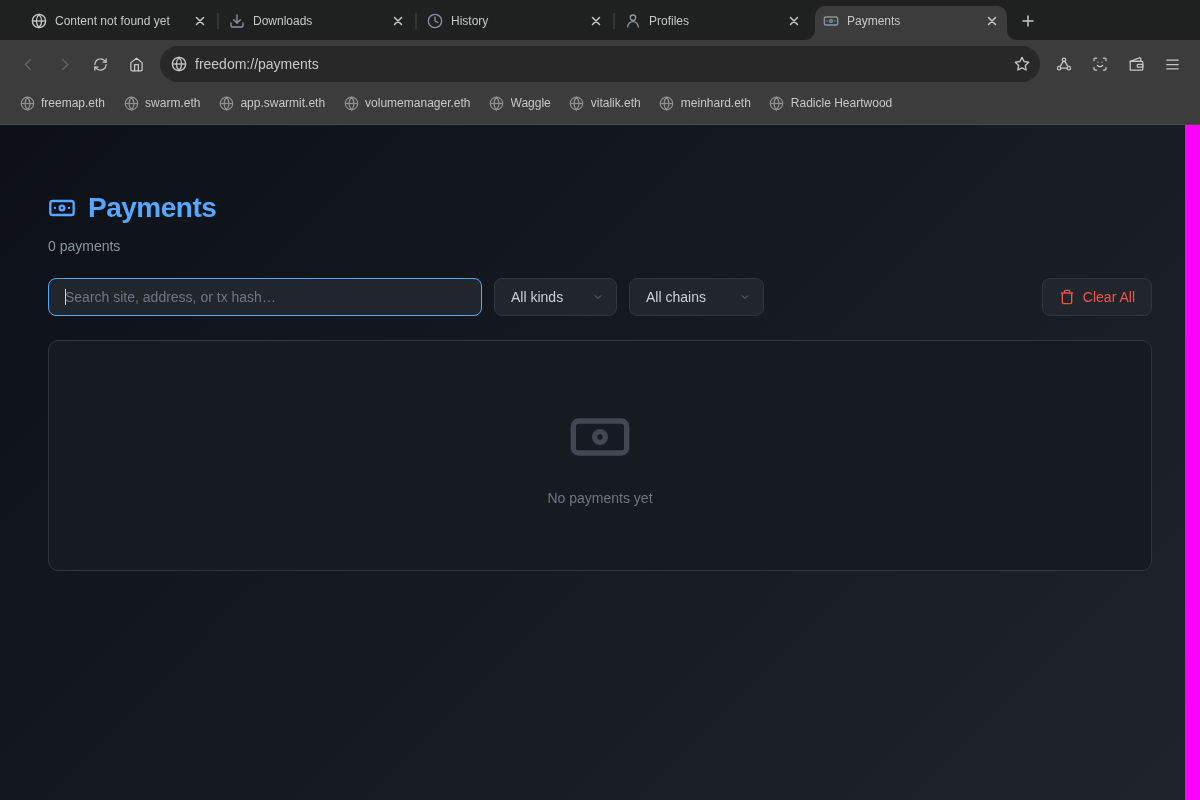 Content not found yet
Downloads
History
Profiles
Payments
freedom://payments
freemap.eth
swarm.eth
app.swarmit.eth
volumemanager.eth
Waggle
vitalik.eth
meinhard.eth
Radicle Heartwood
Payments
0 payments
Search site, address, or tx hash…
All kinds
All chains
Clear All
No payments yet